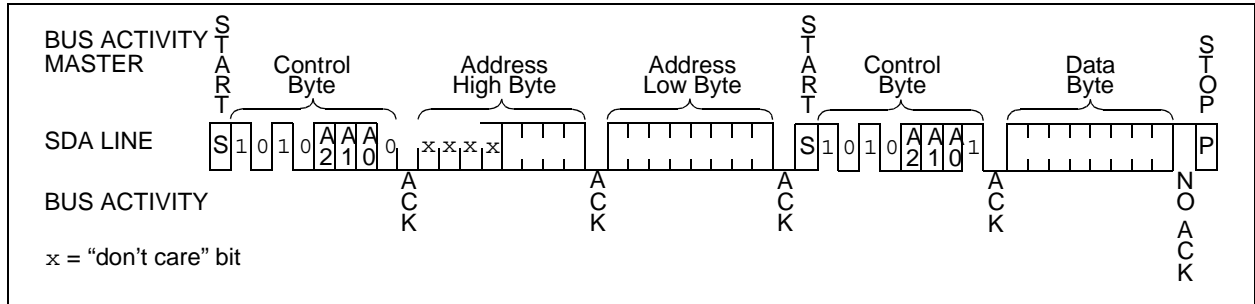 BUS ACTIVITY
MASTER
START
Control
Byte
Address
High Byte
Address
Low Byte
START
Control
Byte
Data
Byte
STOP
SDA LINE
S 1 0 1 0 A2 A1 A0 0 x x x x S 1 0 1 0 A2 A1 A0 1 P
BUS ACTIVITY
ACK
ACK
ACK
ACK
NO ACK
x = “don’t care” bit